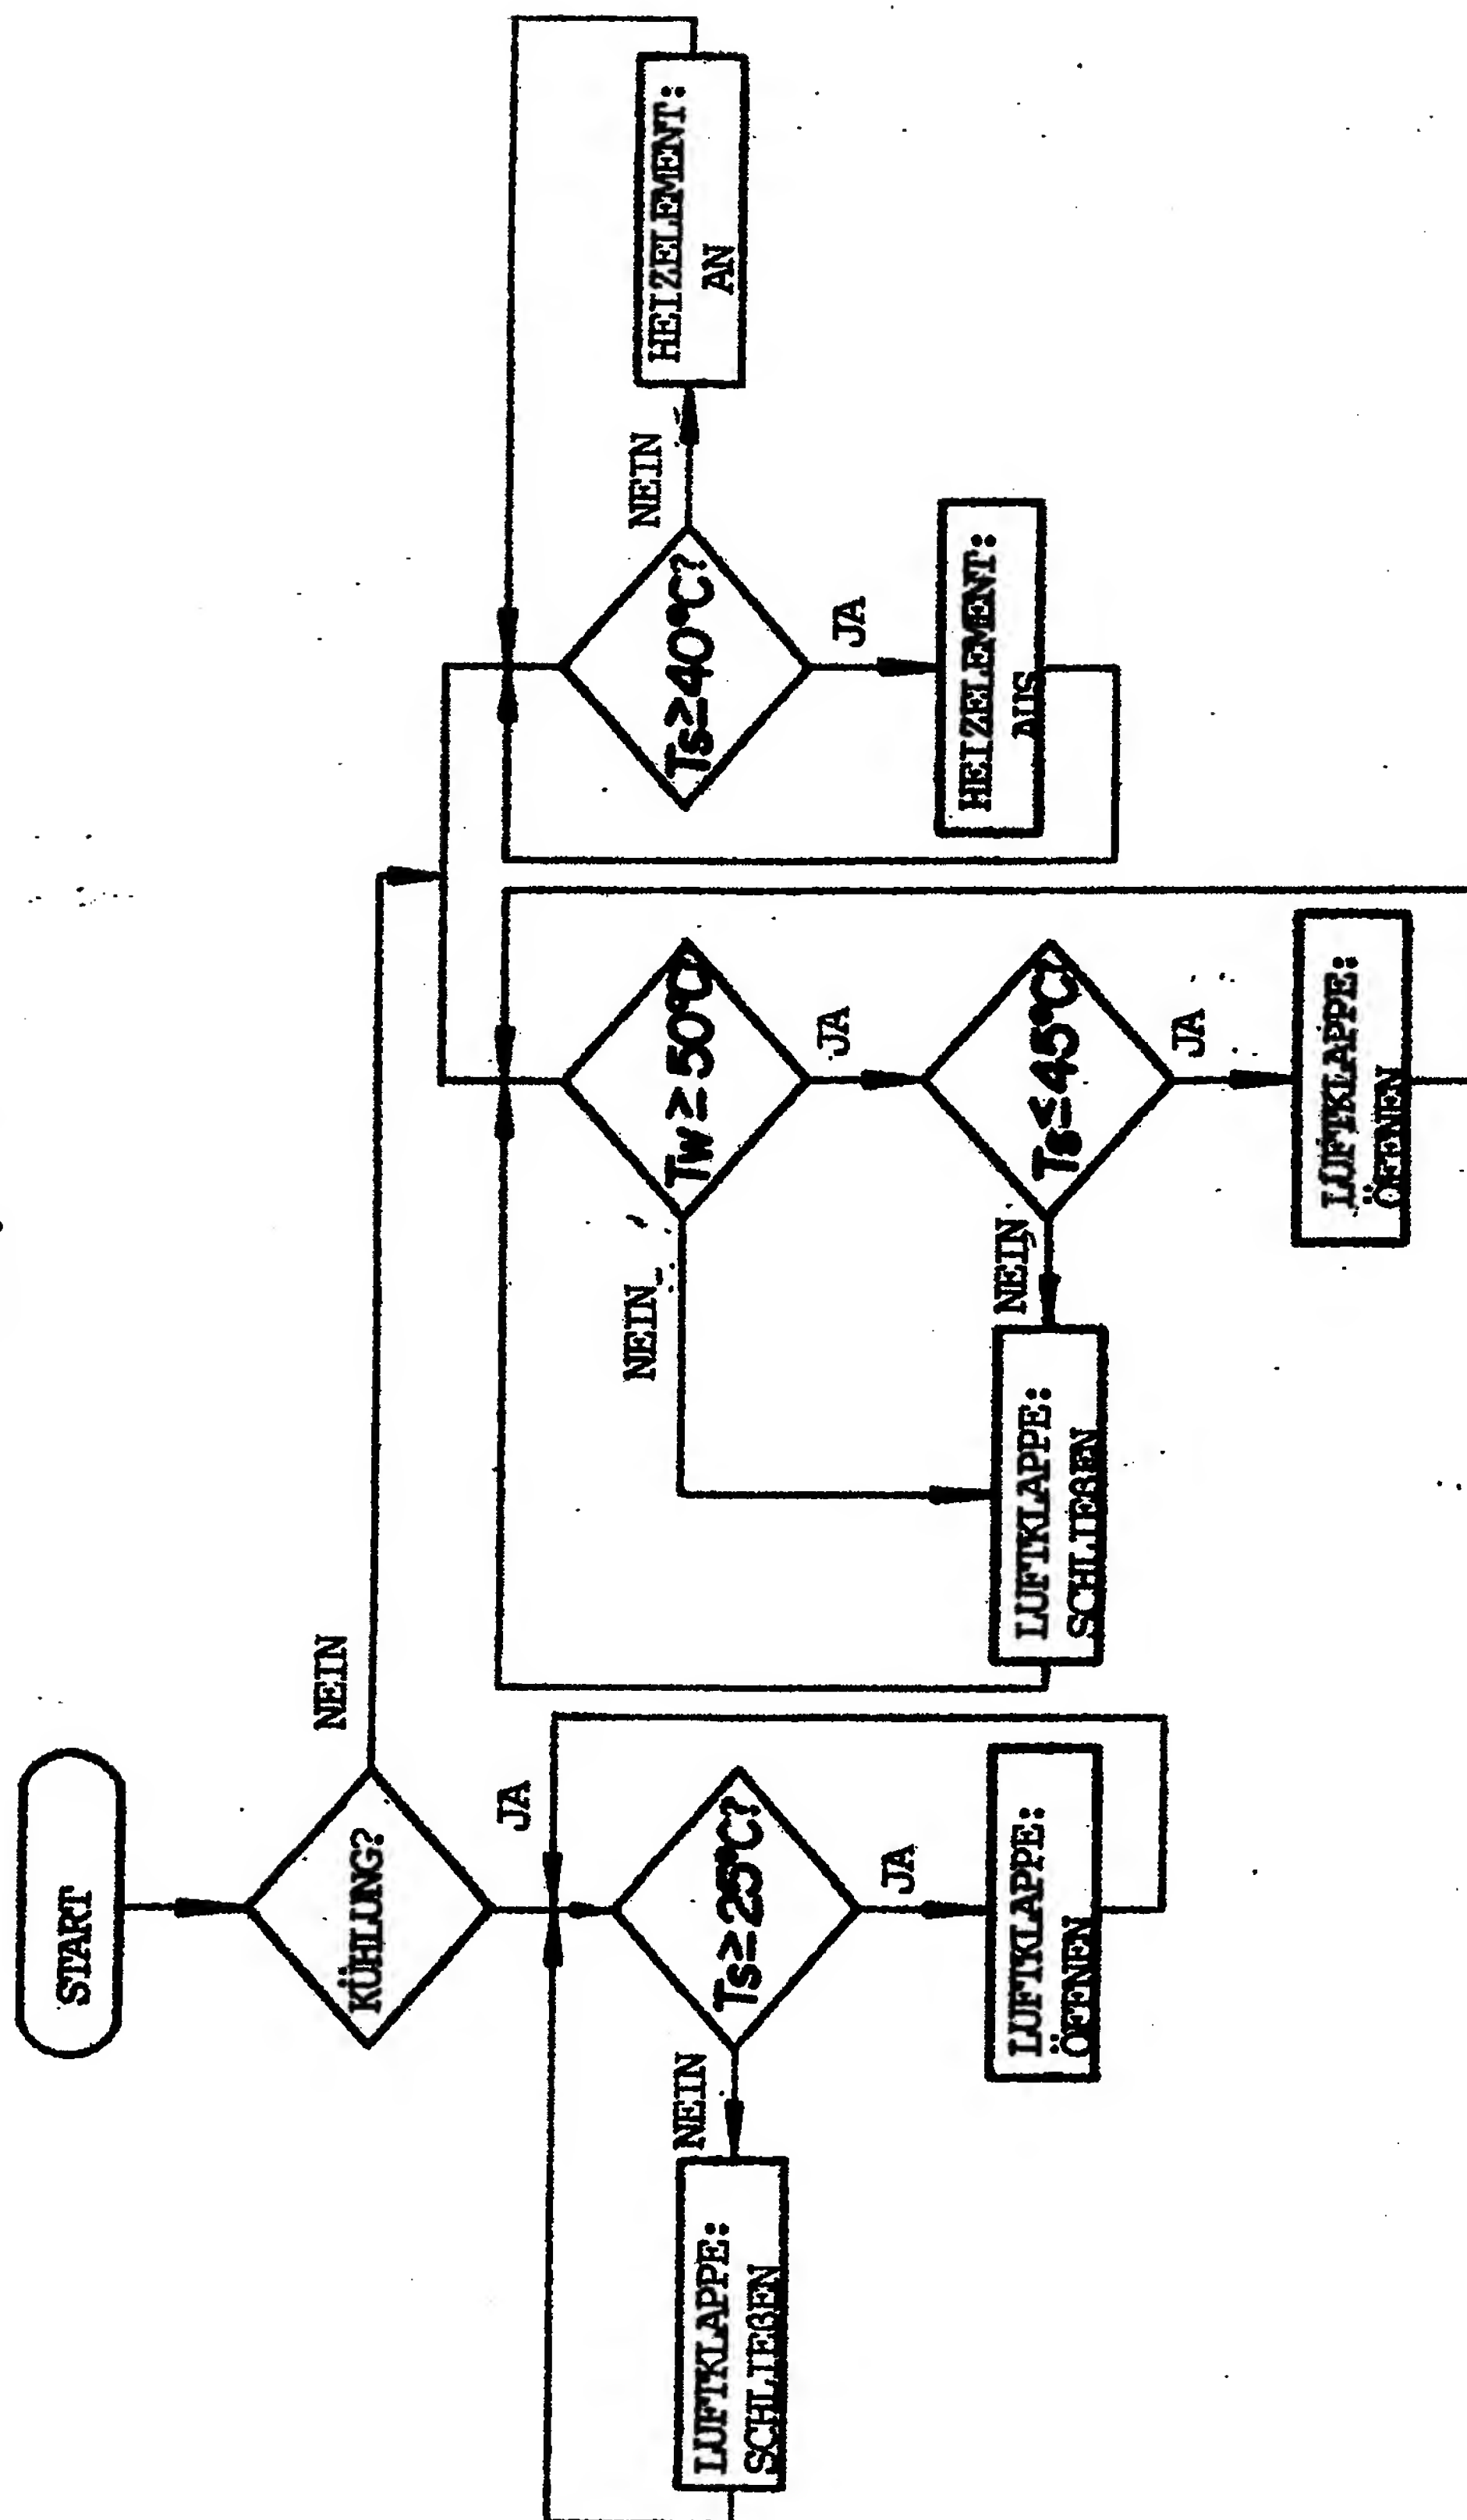 START
KÜHLUNG?
NEIN
JA
Ts≥25°C?
NEIN
JA
LUFTKLAPPE:
SCHLIEßEN
LUFTKLAPPE:
ÖFFNEN
Tw≥50°C
NEIN
JA
Ts≤45°C
NEIN
JA
LUFTKLAPPE:
SCHLIEßEN
LUFTKLAPPE:
ÖFFNEN
Ts≥40°C?
NEIN
JA
HEIZELEMENT:
AN
HEIZELEMENT:
AUS